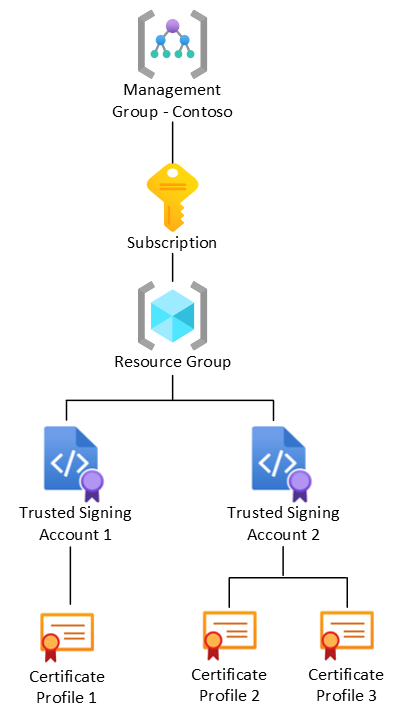 Management
Group - Contoso
Subscription
Resource Group
Trusted Signing
Account 1
Trusted Signing
Account 2
Certificate
Profile 1
Certificate
Profile 2
Certificate
Profile 3